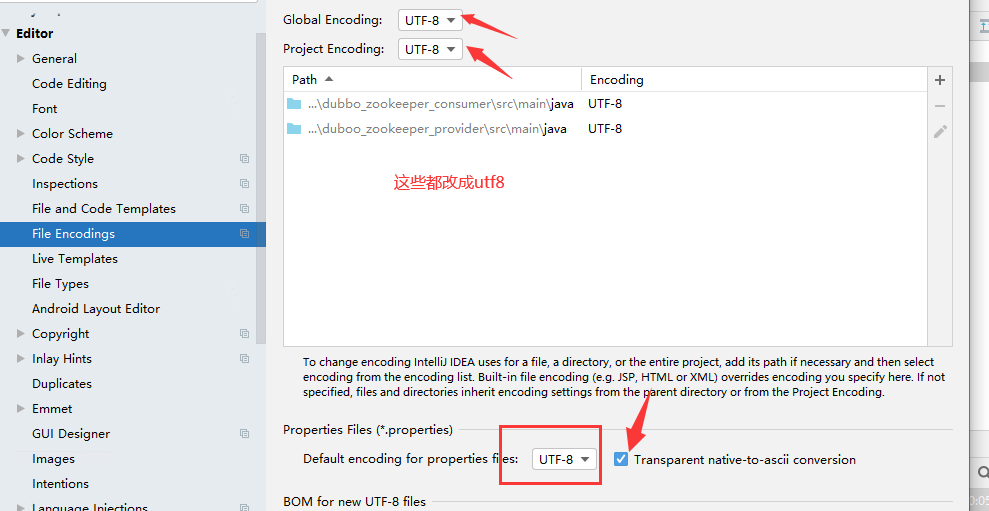 Editor
General
Code Editing
Font
Color Scheme
Code Style
Inspections
File and Code Templates
File Encodings
Live Templates
File Types
Android Layout Editor
Copyright
Inlay Hints
Duplicates
Emmet
GUI Designer
Images
Intentions
Language Injections
Global Encoding: UTF-8
Project Encoding: UTF-8
Path Encoding
...\dubbo_zookeeper_consumer\src\main\java UTF-8
...\duboo_zookeeper_provider\src\main\java UTF-8
这些都改成utf8
To change encoding IntelliJ IDEA uses for a file, a directory, or the entire project, add its path if necessary and then select
encoding from the encoding list. Built-in file encoding (e.g. JSP, HTML or XML) overrides encoding you specify here. If not
specified, files and directories inherit encoding settings from the parent directory or from the Project Encoding.
Properties Files (*.properties)
Default encoding for properties files: UTF-8 Transparent native-to-ascii conversion
BOM for new UTF-8 files